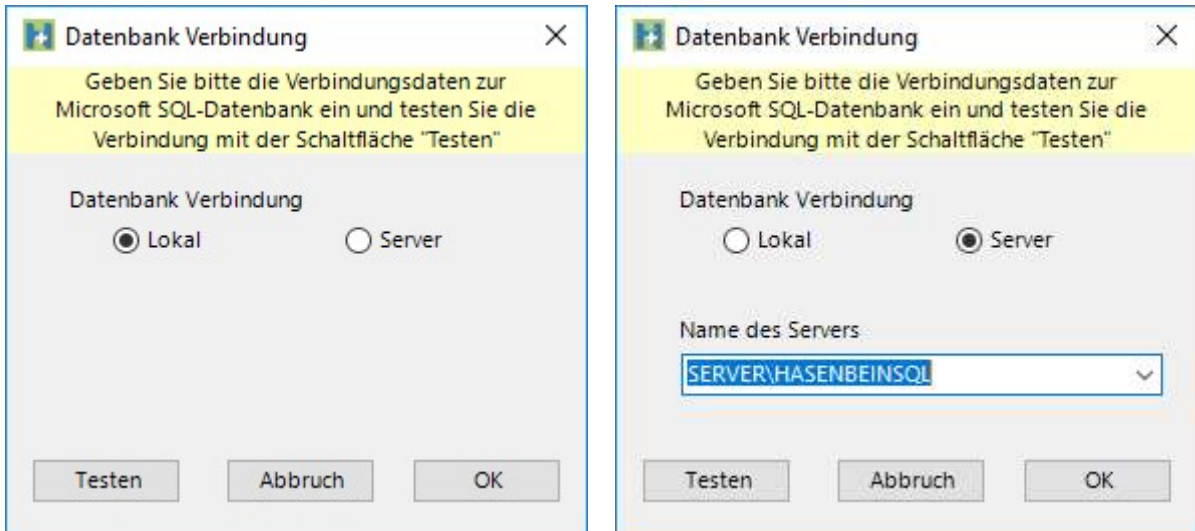 Datenbank Verbindung
Geben Sie bitte die Verbindungsdaten zur
Microsoft SQL-Datenbank ein und testen Sie die
Verbindung mit der Schaltfläche "Testen"
Datenbank Verbindung
Lokal Server
Testen Abbruch OK
Datenbank Verbindung
Geben Sie bitte die Verbindungsdaten zur
Microsoft SQL-Datenbank ein und testen Sie die
Verbindung mit der Schaltfläche "Testen"
Datenbank Verbindung
Lokal Server
Name des Servers
SERVER\HASENBEINSQL
Testen Abbruch OK